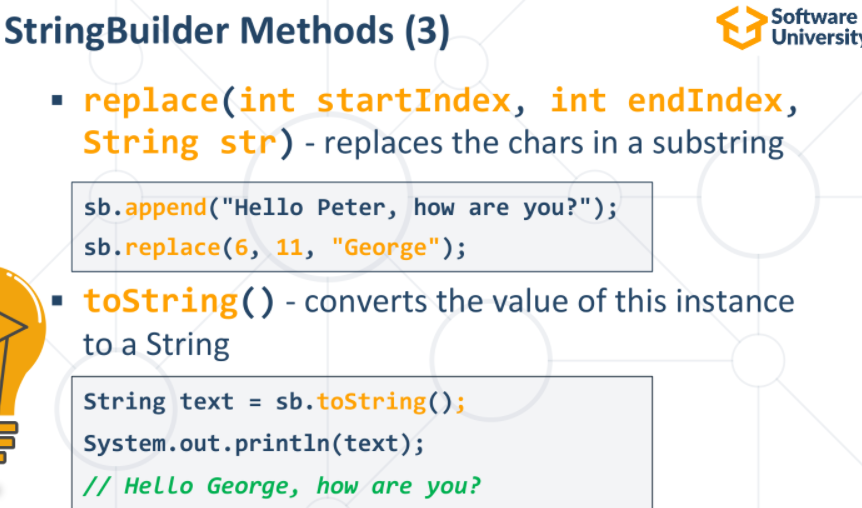 StringBuilder Methods (3)
Software
University
▪ replace(int startIndex, int endIndex,
String str) - replaces the chars in a substring
sb.append("Hello Peter, how are you?");
sb.replace(6, 11, "George");
▪ toString() - converts the value of this instance
to a String
String text = sb.toString();
System.out.println(text);
// Hello George, how are you?